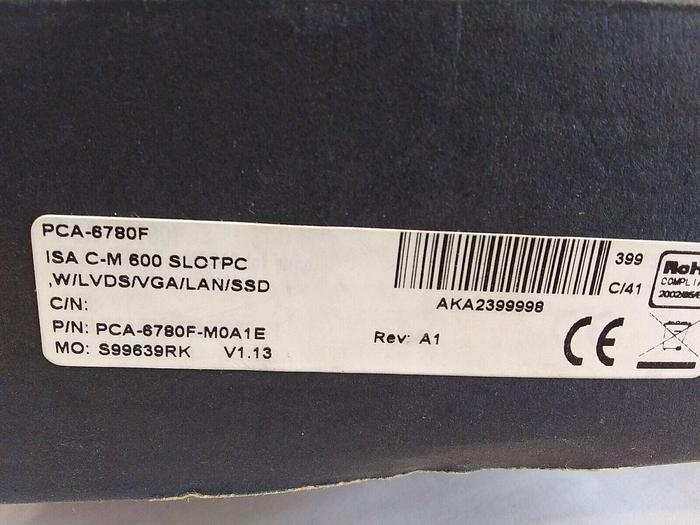 PCA-6780F
ISA C-M 600 SLOTPC
,W/LVDS/VGA/LAN/SSD
C/N:
P/N: PCA-6780F-M0A1E
MO: S99639RK V1.13
AKA2399998
Rev: A1
399
C/41
CE